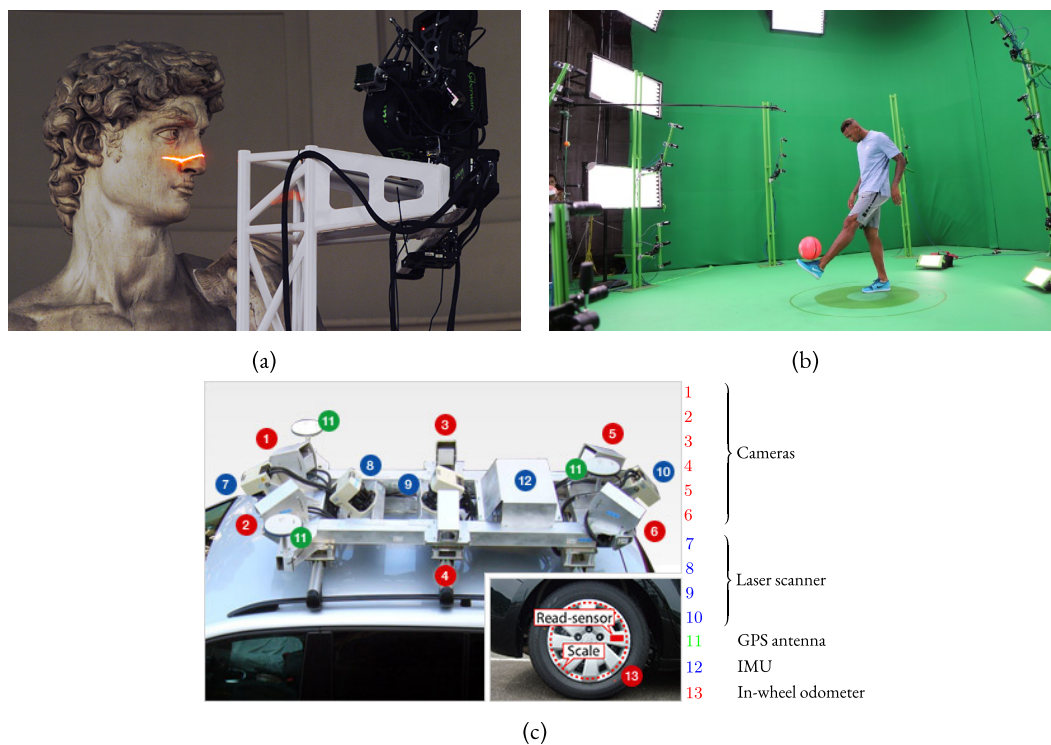 (a)
(b)
11
1
3
5
11
8
10
7
9
12
2
6
11
4
Read-sensor
Scale
13
1
2
3
4
5
6
7
8
9
10
11
12
13
Cameras
Laser scanner
GPS antenna
IMU
In-wheel odometer
(c)